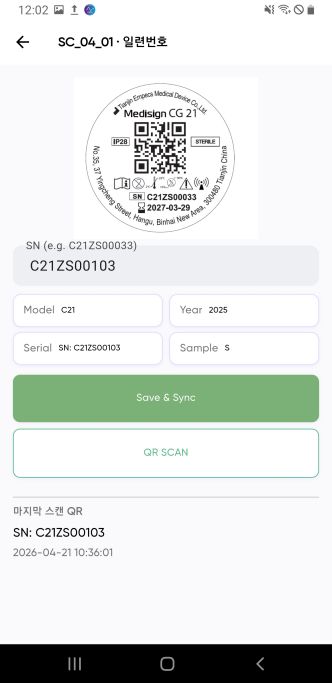 12:02
SC_04_01 · 일련번호
Tianjin Empecs Medical Device Co.,Ltd.
Medisign CG 21
IP28
STERILE
SN C21ZS00033
2027-03-29
No.35, 37 Yingcheng Street, Hangu, Binhai New Area, 300480 Tianjin China
SN (e.g. C21ZS00033)
C21ZS00103
Model C21
Year 2025
Serial SN: C21ZS00103
Sample S
Save & Sync
QR SCAN
마지막 스캔 QR
SN: C21ZS00103
2026-04-21 10:36:01